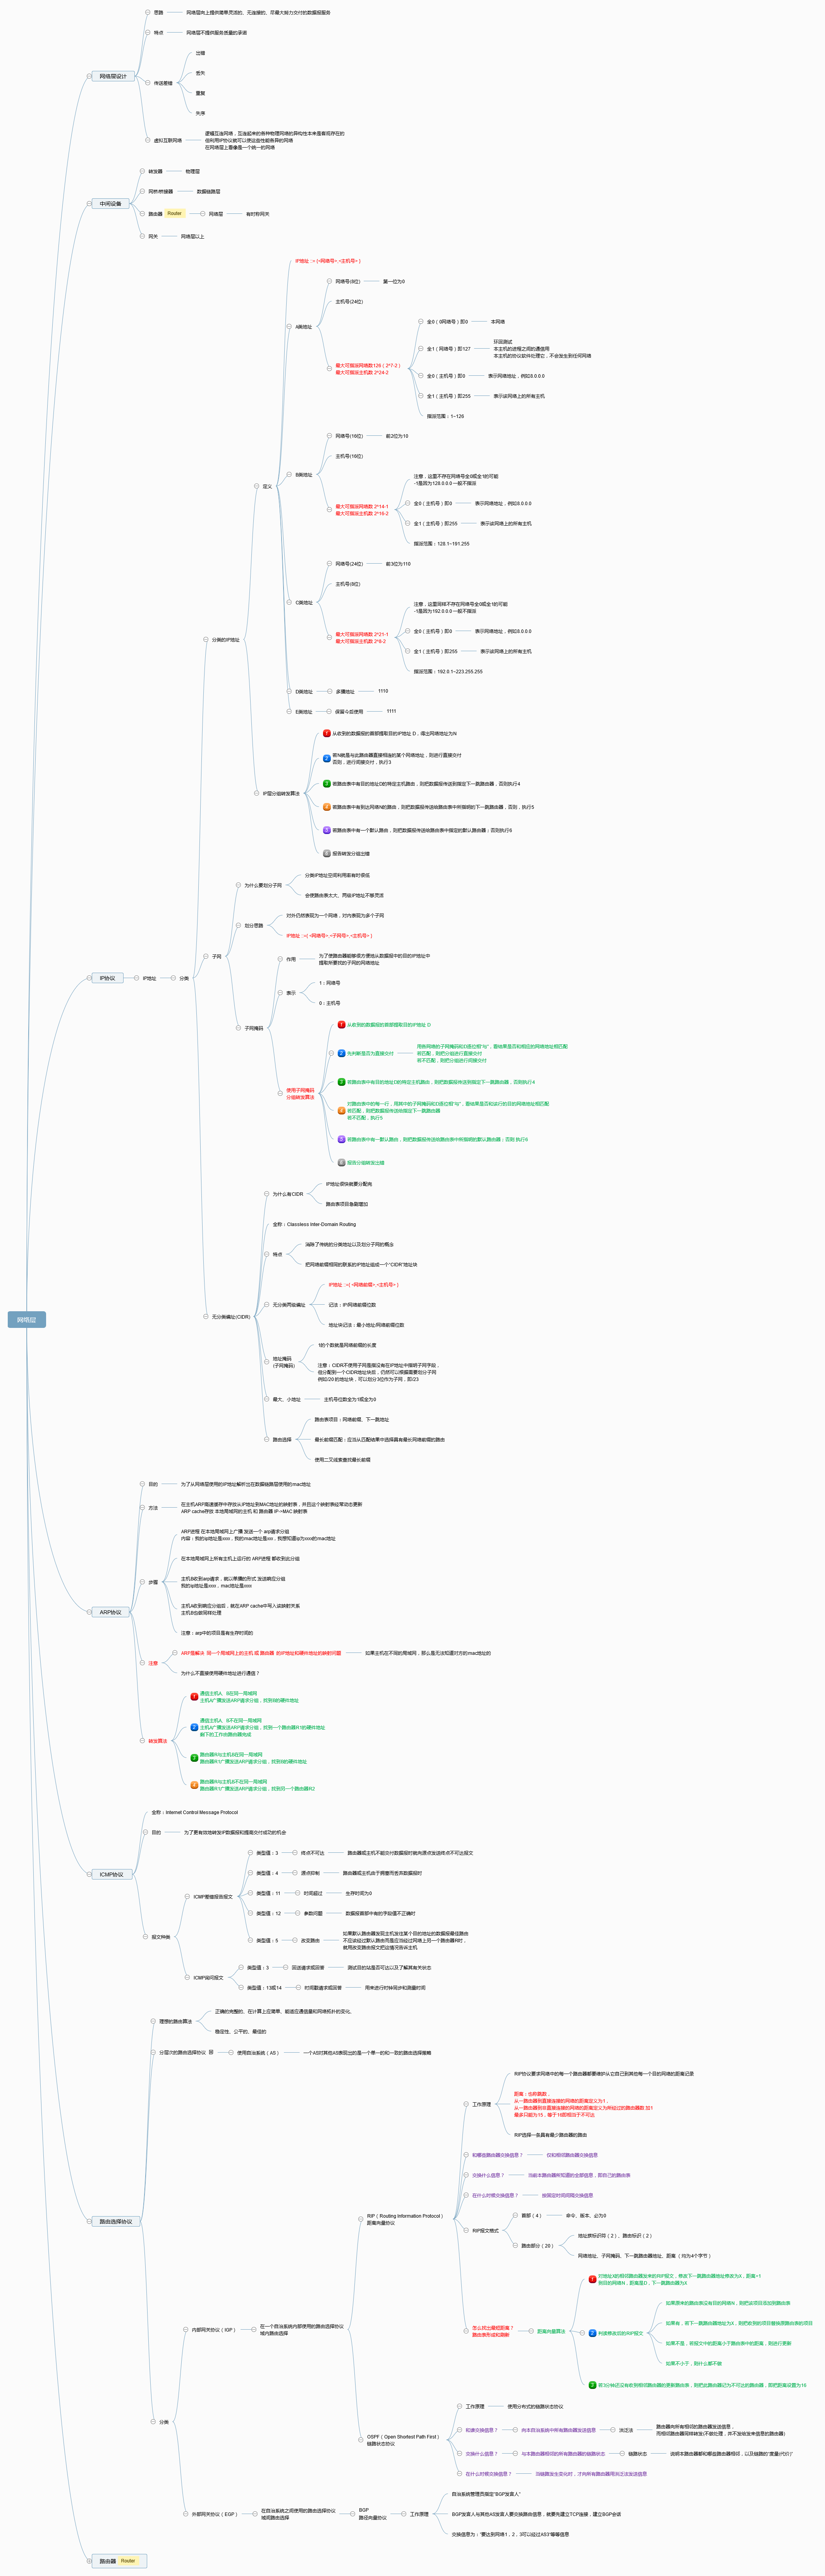 网络层
网络层设计
思路
网络层向上提供简单灵活的、无连接的、尽最大努力交付的数据报服务
特点
网络层不提供服务质量的承诺
传送差错
出错
丢失
重复
失序
虚拟互联网络
逻辑互连网络，互连起来的各种物理网络的异构性本来是客观存在的
但利用IP协议就可以使这些性能各异的网络
在网络层上看像是一个统一的网络
中间设备
转发器
物理层
网桥/桥接器
数据链路层
路由器 Router
网络层
有时称网关
网关
网络层以上
IP协议
IP地址
分类
分类的IP地址
定义
IP地址 ::= {<网络号>,<主机号> }
A类地址
网络号(8位)
第一位为0
主机号(24位)
最大可指派网络数126（2^7-2）
最大可指派主机数 2^24-2
全0（0网络号）即0
本网络
全1（网络号）即127
环回测试
本主机的进程之间的通信用
本主机的协议软件处理它，不会发生到任何网络
全0（主机号）即0
表示网络地址，例如8.0.0.0
全1（主机号）即255
表示该网络上的所有主机
指派范围：1~126
B类地址
网络号(16位)
前2位为10
主机号(16位)
最大可指派网络数 2^14-1
最大可指派主机数 2^16-2
注意，这里不存在网络号全0或全1的可能
-1是因为128.0.0.0 一般不指派
全0（主机号）即0
表示网络地址，例如8.0.0.0
全1（主机号）即255
表示该网络上的所有主机
指派范围：128.1~191.255
C类地址
网络号(24位)
前3位为110
主机号(8位)
最大可指派网络数 2^21-1
最大可指派主机数 2^8-2
注意，这里同样不存在网络号全0或全1的可能
-1是因为192.0.0.0 一般不指派
全0（主机号）即0
表示网络地址，例如8.0.0.0
全1（主机号）即255
表示该网络上的所有主机
指派范围：192.0.1~223.255.255
D类地址
多播地址
1110
E类地址
保留今后使用
1111
IP层分组转发算法
1 从收到的数据报的首部提取目的IP地址 D，得出网络地址为N
2 若N就是与此路由器直接相连的某个网络地址，则进行直接交付
否则，进行间接交付，执行3
3 若路由表中有目的地址D的特定主机路由，则把数据报传送到指定下一跳路由器，否则执行4
4 若路由表中有到达网络N的路由，则把数据报传送给路由表中所指明的下一跳路由器，否则，执行5
5 若路由表中有一个默认路由，则把数据报传送给路由表中指定的默认路由器；否则执行6
6 报告转发分组出错
子网
为什么要划分子网
分类IP地址空间利用率有时很低
会使路由表太大、两级IP地址不够灵活
划分思路
对外仍然表现为一个网络，对内表现为多个子网
IP地址 ::={ <网络号>,<子网号>,<主机号> }
子网掩码
作用
为了使路由器能够很方便地从数据报中的目的IP地址中
提取所要找的子网的网络地址
表示
1：网络号
0：主机号
使用子网掩码
分组转发算法
1 从收到的数据报的首部提取目的IP地址 D
2 先判断是否为直接交付
用各网络的子网掩码和D逐位相"与"，看结果是否和相应的网络地址相匹配
若匹配，则把分组进行直接交付
若不匹配，则把分组进行间接交付
3 若路由表中有目的地址D的特定主机路由，则把数据报传送到指定下一跳路由器，否则执行4
4 对路由表中的每一行，用其中的子网掩码和D逐位相"与"，看结果是否和该行的目的网络地址相匹配
若匹配，则把数据报传送给指定下一跳路由器
若不匹配，执行5
5 若路由表中有一默认路由，则把数据报传送给路由表中所指明的默认路由器；否则 执行6
6 报告分组转发出错
无分类编址(CIDR)
为什么有CIDR
IP地址很快就要分配完
路由表项目急剧增加
全称：Classless Inter-Domain Routing
特点
消除了传统的分类地址以及划分子网的概念
把网络前缀相同的联系的IP地址组成一个"CIDR"地址块
无分类两级编址
IP地址 ::={ <网络前缀>,<主机号> }
记法：IP/网络前缀位数
地址块记法：最小地址/网络前缀位数
地址掩码
(子网掩码)
1的个数就是网络前缀的长度
注意：CIDR不使用子网是指没有在IP地址中指明子网字段，
但分配到一个CIDR地址块后，仍然可以根据需要划分子网
例如/20 的地址块，可以划分3位作为子网，即/23
最大、小地址
主机号位数全为1或全为0
路由选择
路由表项目：网络前缀、下一跳地址
最长前缀匹配：应当从匹配结果中选择具有最长网络前缀的路由
使用二叉线索查找最长前缀
ARP协议
目的
为了从网络层使用的IP地址解析出在数据链路层使用的mac地址
方法
在主机ARP高速缓存中存放从IP地址到MAC地址的映射表，并且这个映射表经常动态更新
ARP cache存放 本地局域网的主机 和 路由器 IP->MAC 映射表
步骤
ARP进程 在本地局域网上广播 发送一个 arp请求分组
内容：我的ip地址是xxx，我的mac地址是xxx，我想知道ip为xxx的mac地址
在本地局域网上所有主机上运行的 ARP进程 都收到此分组
主机B收到arp请求，就以单播的形式 发送响应分组
我的ip地址是xxx，mac地址是xxx
主机A收到响应分组后，就在ARP cache中写入该映射关系
主机B也做同样处理
注意：arp中的项目是有生存时间的
注意
ARP是解决 同一个局域网上的主机 或 路由器 的IP地址和硬件地址的映射问题
如果主机在不同的局域网，那么是无法知道对方的mac地址的
为什么不直接使用硬件地址进行通信？
转发算法
1 通信主机A、B在同一局域网
主机A广播发送ARP请求分组，找到B的硬件地址
2 通信主机A、B不在同一局域网
主机A广播发送ARP请求分组，找到一个路由器R1的硬件地址
剩下的工作由路由器完成
3 路由器R与主机B在同一局域网
路由器R1广播发送ARP请求分组，找到B的硬件地址
4 路由器R与主机B不在同一局域网
路由器R1广播发送ARP请求分组，找到另一个路由器R2
ICMP协议
全称：Internet Control Message Protocol
目的
为了更有效地转发IP数据报和提高交付成功的机会
报文种类
ICMP差错报告报文
类型值：3
终点不可达
路由器或主机不能交付数据报时就向源点发送终点不可达报文
类型值：4
源点抑制
路由器或主机由于拥塞而丢弃数据报时
类型值：11
时间超过
生存时间为0
类型值：12
参数问题
数据报首部中有的字段值不正确时
类型值：5
改变路由
如果默认路由器发现主机发往某个目的地址的数据报最佳路由
不应该经过默认路由而是应当经过网络上另一个路由器R时，
就用改变路由报文把这情况告诉主机
ICMP询问报文
类型值：3
回送请求或回答
测试目的站是否可达以及了解其有关状态
类型值：13或14
时间戳请求或回答
用来进行时钟同步和测量时间
路由选择协议
理想的路由算法
正确的完整的、在计算上应简单，能适应通信量和网络拓扑的变化、
稳定性、公平的、最佳的
分层次的路由选择协议
使用自治系统（AS）
一个AS对其他AS表现出的是一个单一的和一致的路由选择策略
分类
内部网关协议（IGP）
在一个自治系统内部使用的路由选择协议
域内路由选择
RIP（Routing Information Protocol）
距离向量协议
工作原理
RIP协议要求网络中的每一个路由器都要维护从它自己到其他每一个目的网络的距离记录
距离：也称跳数，
从一路由器到直接连接的网络的距离定义为1，
从一路由器到非直接连接的网络的距离定义为所经过的路由器数 加1
最多只能为15，等于16即相当于不可达
RIP选择一条具有最少路由器的路由
和哪些路由器交换信息？
仅和相邻路由器交换信息
交换什么信息？
当前本路由器所知道的全部信息，即自己的路由表
在什么时候交换信息？
按固定时间间隔交换信息
RIP报文格式
首部（4）
命令、版本、必为0
路由部分（20）
地址族标识符（2）、路由标识（2）
网络地址、子网掩码、下一跳路由器地址、距离（ 均为4个字节）
怎么找出最短距离？
路由表形成和刷新
距离向量算法
1 对地址X的相邻路由器发来的RIP报文，修改下一跳路由器地址修改为X，距离+1
到目的网络N，距离是D，下一跳路由器为X
2 判读修改后的RIP报文
如果原来的路由表没有目的网络N，则把该项目添加到路由表
如果有，若下一跳路由器地址为X，则把收到的项目替换原路由表的项目
如果不是，若报文中的距离小于路由表中的距离，则进行更新
如果不小于，则什么都不做
3 若3分钟还没有收到相邻路由器的更新路由表，则把此路由器记为不可达的路由器，即把距离设置为16
OSPF（Open Shortest Path First）
链路状态协议
工作原理
使用分布式的链路状态协议
和谁交换信息？
向本自治系统中所有路由器发送信息
洪泛法
路由器向所有相邻的路由器发送信息，
而相邻路由器同样转发(不做处理，并不发给发来信息的路由器)
交换什么信息？
与本路由器相邻的所有路由器的链路状态
链路状态
说明本路由器都和哪些路由器相邻，以及链路的"度量(代价)"
在什么时候交换信息？
当链路发生变化时，才向所有路由器用洪泛法发送信息
外部网关协议（EGP）
在自治系统之间使用的路由选择协议
域间路由选择
BGP
路径向量协议
工作原理
自治系统管理员指定"BGP发言人"
BGP发言人与其他AS发言人要交换路由信息，就要先建立TCP连接，建立BGP会话
交换信息为："要达到网络1，2，3可以经过AS3"等等信息
路由器 Router